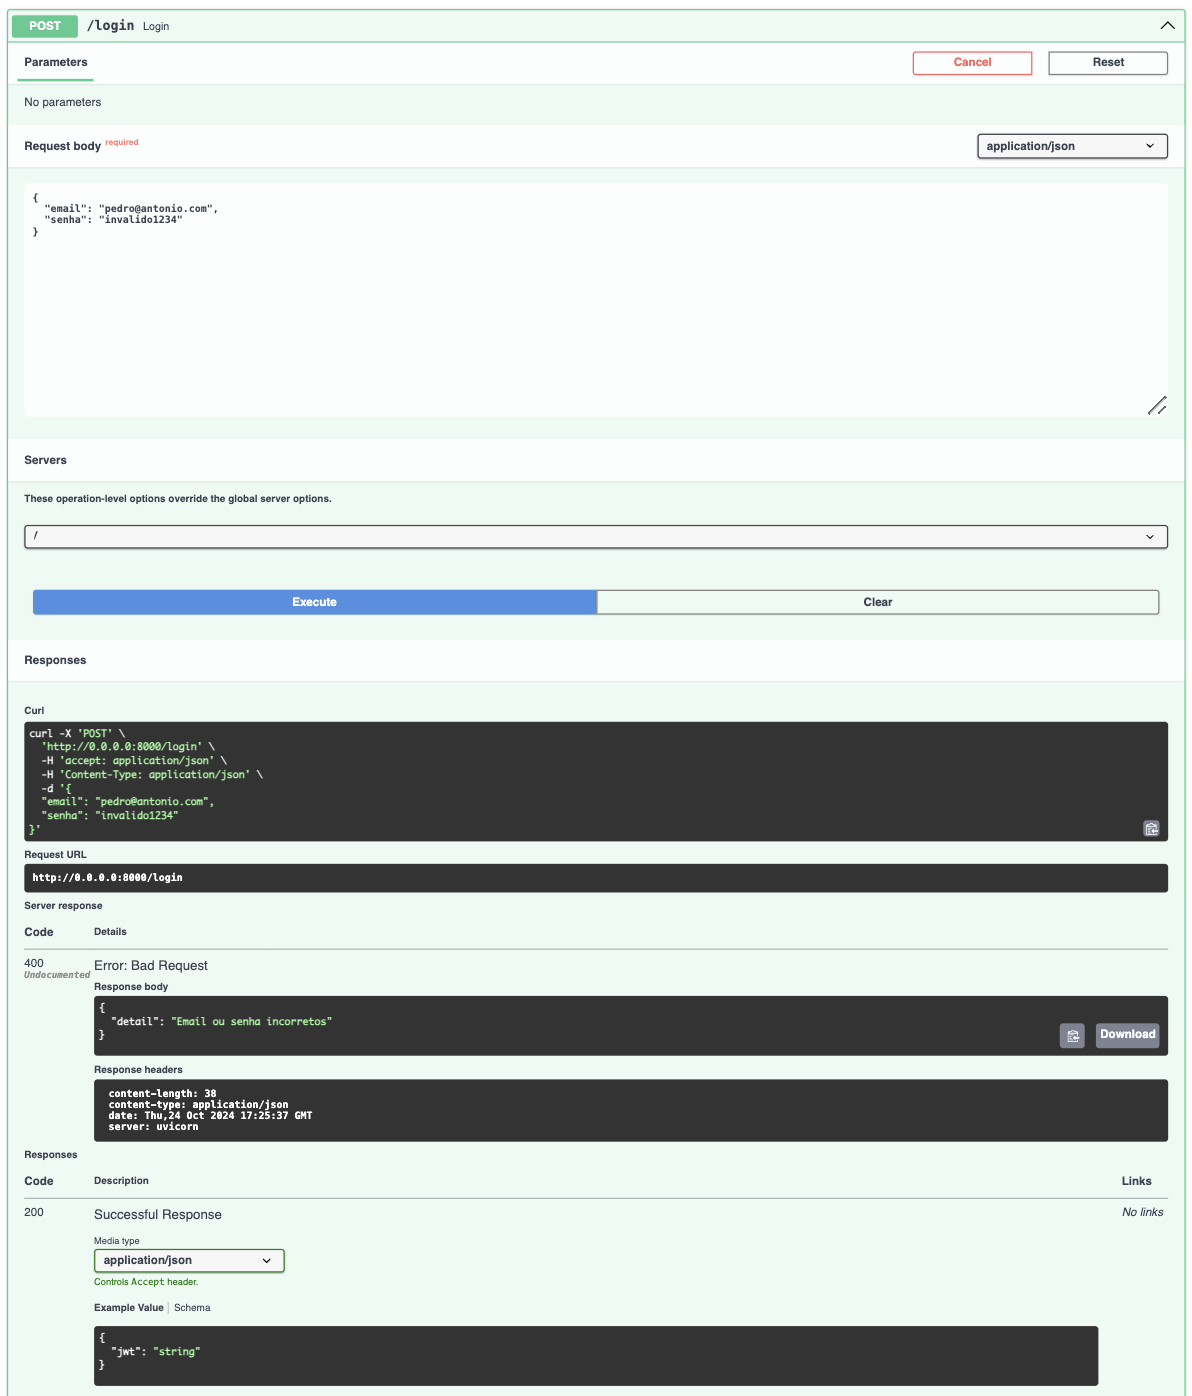 POST /login Login
Parameters
Cancel
Reset
No parameters
Request body required
application/json
{
  "email": "pedro@antonio.com",
  "senha": "invalido1234"
}
Servers
These operation-level options override the global server options.
/
Execute
Clear
Responses
Curl
curl -X 'POST' \
  'http://0.0.0.0:8000/login' \
  -H 'accept: application/json' \
  -H 'Content-Type: application/json' \
  -d '{
  "email": "pedro@antonio.com",
  "senha": "invalido1234"
}'
Request URL
http://0.0.0.0:8000/login
Server response
Code Details
400
Undocumented
Error: Bad Request
Response body
{
  "detail": "Email ou senha incorretos"
}
Download
Response headers
content-length: 38
content-type: application/json
date: Thu,24 Oct 2024 17:25:37 GMT
server: uvicorn
Responses
Code Description Links
200 Successful Response No links
Media type
application/json
Controls Accept header.
Example Value Schema
{
  "jwt": "string"
}